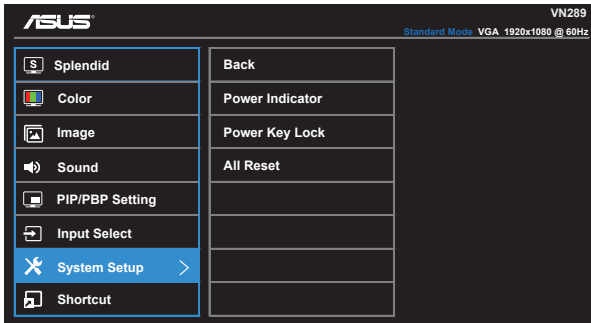 ASUS
VN289
Standard Mode VGA 1920x1080 @ 60Hz
S Splendid
Color
Image
Sound
PIP/PBP Setting
Input Select
System Setup
Shortcut
Back
Power Indicator
Power Key Lock
All Reset